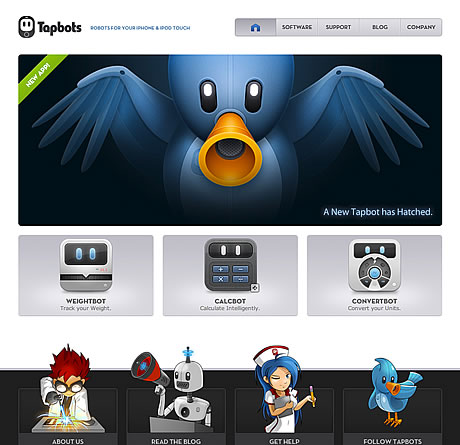 Tapbots
ROBOTS FOR YOUR IPHONE & IPOD TOUCH
SOFTWARE SUPPORT BLOG COMPANY
NEW APP!
A New Tapbot has Hatched.
WEIGHTBOT
Track your Weight.
CALCBOT
Calculate Intelligently.
CONVERTBOT
Convert your Units.
ABOUT US
READ THE BLOG
GET HELP
FOLLOW TAPBOTS